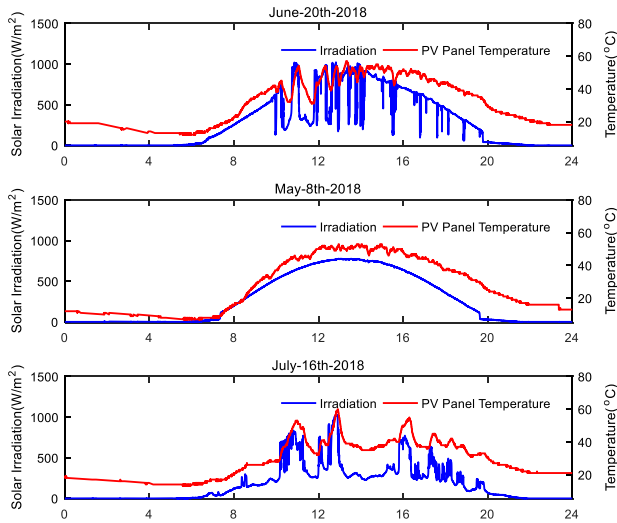 June-20th-2018
Solar Irradiation(W/m²)
1500
1000
500
0
Irradiation
PV Panel Temperature
80
60
40
20
Temperature(°C)
0 4 8 12 16 20 24
May-8th-2018
Solar Irradiation(W/m²)
1500
1000
500
0
Irradiation
PV Panel Temperature
80
60
40
20
Temperature(°C)
0 4 8 12 16 20 24
July-16th-2018
Solar Irradiation(W/m²)
1500
1000
500
0
Irradiation
PV Panel Temperature
80
60
40
20
Temperature(°C)
0 4 8 12 16 20 24